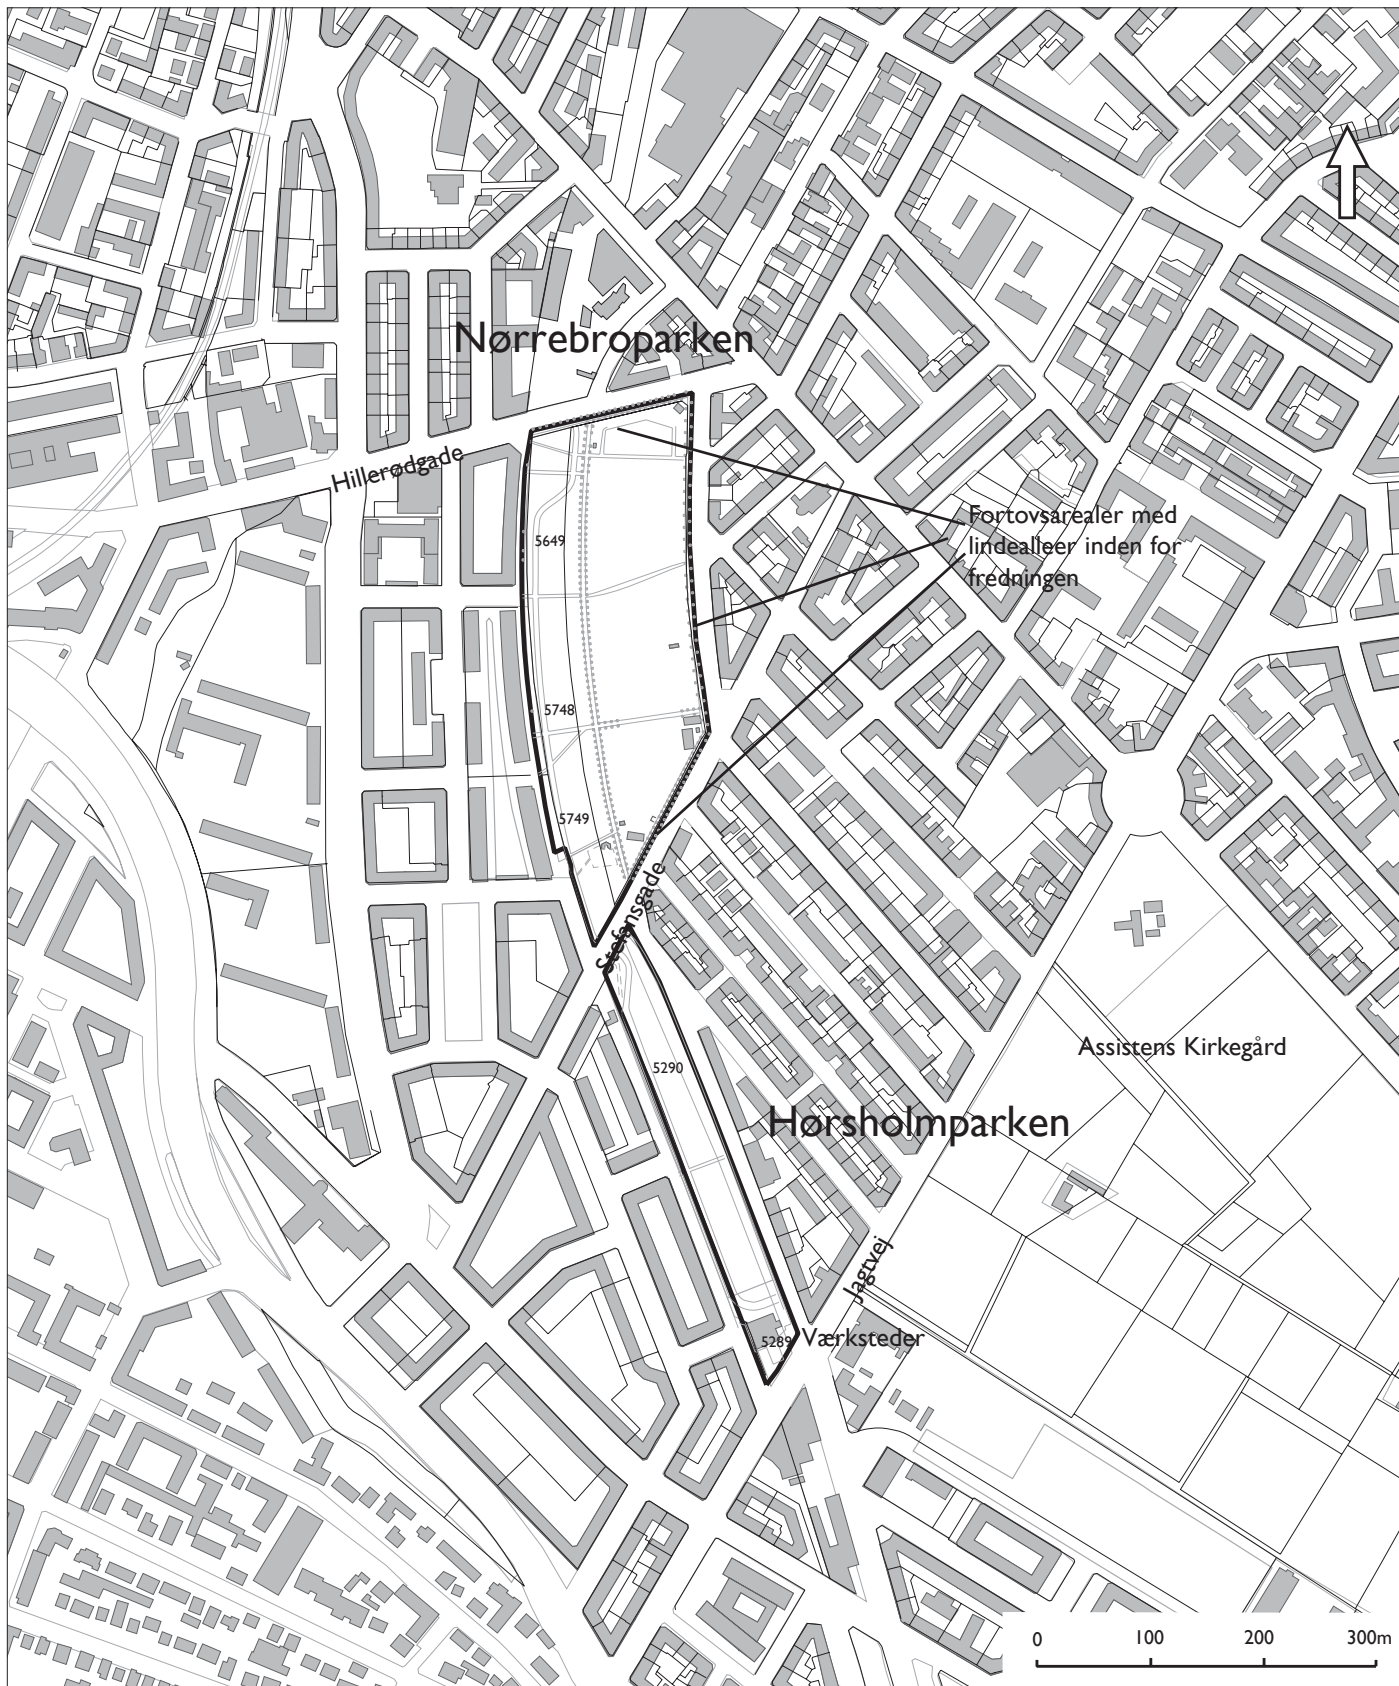 Nørrebroparken
Hillerødgade
Fortovsarealer med
lindealleer inden for
fredningen
5649
5748
5749
Stefansgade
Assistens Kirkegård
5290
Hørsholmparken
Jagtvej
5289
Værksteder
0 100 200 300m